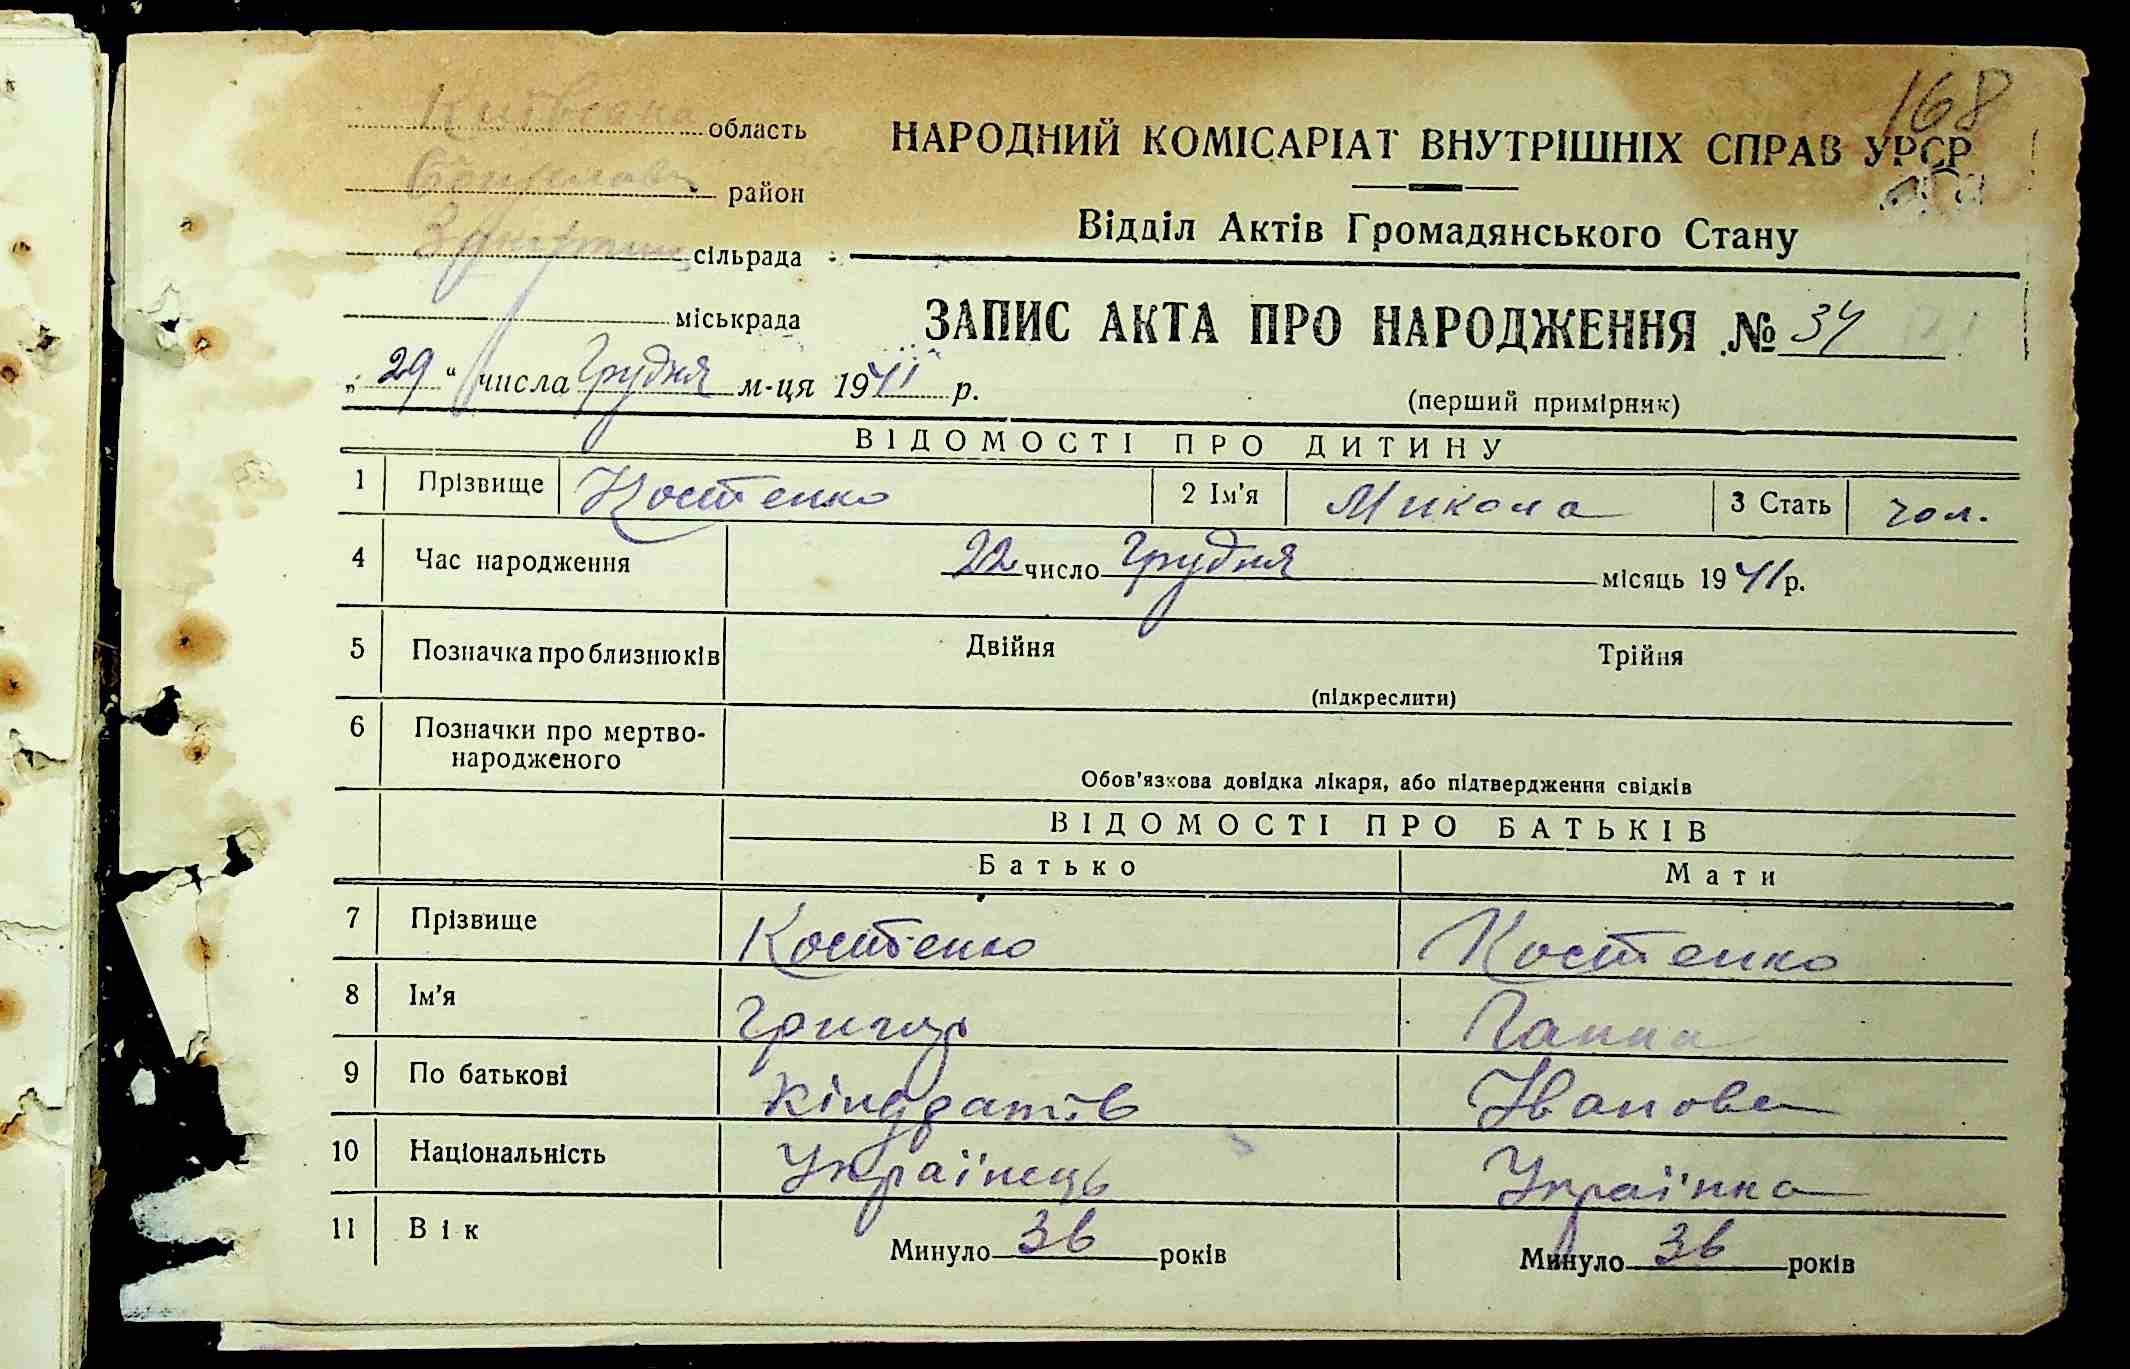 168
Київська область
район
сільрада
міськрада
НАРОДНИЙ КОМІСАРІАТ ВНУТРІШНІХ СПРАВ УРСР
Відділ Актів Громадянського Стану
ЗАПИС АКТА ПРО НАРОДЖЕННЯ № 34
(перший примірник)
„29“ числа Грудня м-ця 1941 р.
ВІДОМОСТІ ПРО ДИТИНУ
1 Прізвище Костенко 2 Ім'я Микола 3 Стать чол.
4 Час народження 22 число Грудня місяць 1941 р.
5 Позначка про близнюків Двійня Трійня
(підкреслити)
6 Позначки про мертво-
народженого
Обов'язкова довідка лікаря, або підтвердження свідків
ВІДОМОСТІ ПРО БАТЬКІВ
Батько Мати
7 Прізвище Костенко Костенко
8 Ім'я Григор Ганна
9 По батькові Кіндратів Іванова
10 Національність Українець Українка
11 Вік Минуло 36 років Минуло 36 років